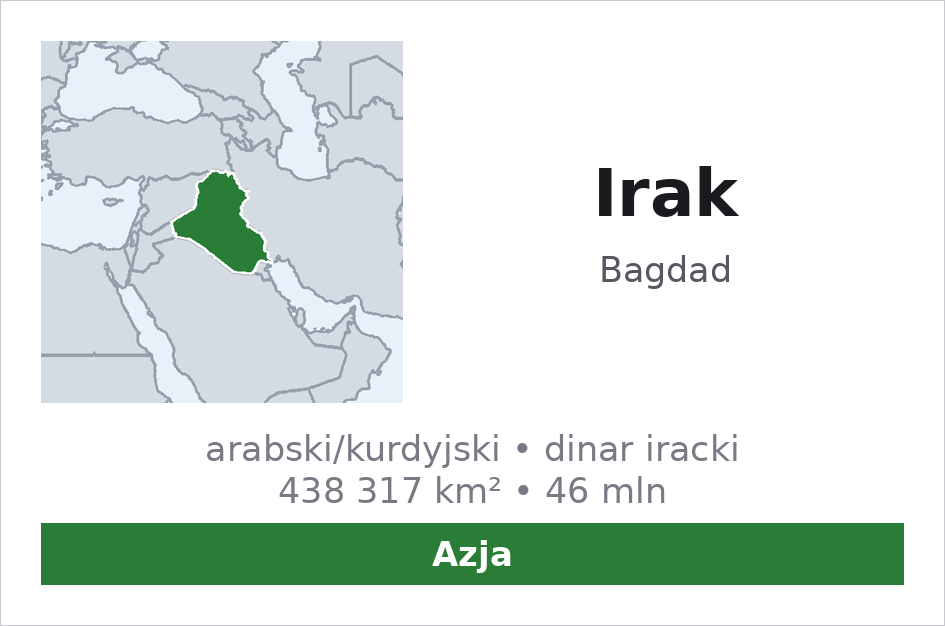 Irak
Bagdad
arabski/kurdyjski • dinar iracki
438 317 km² • 46 mln
Azja